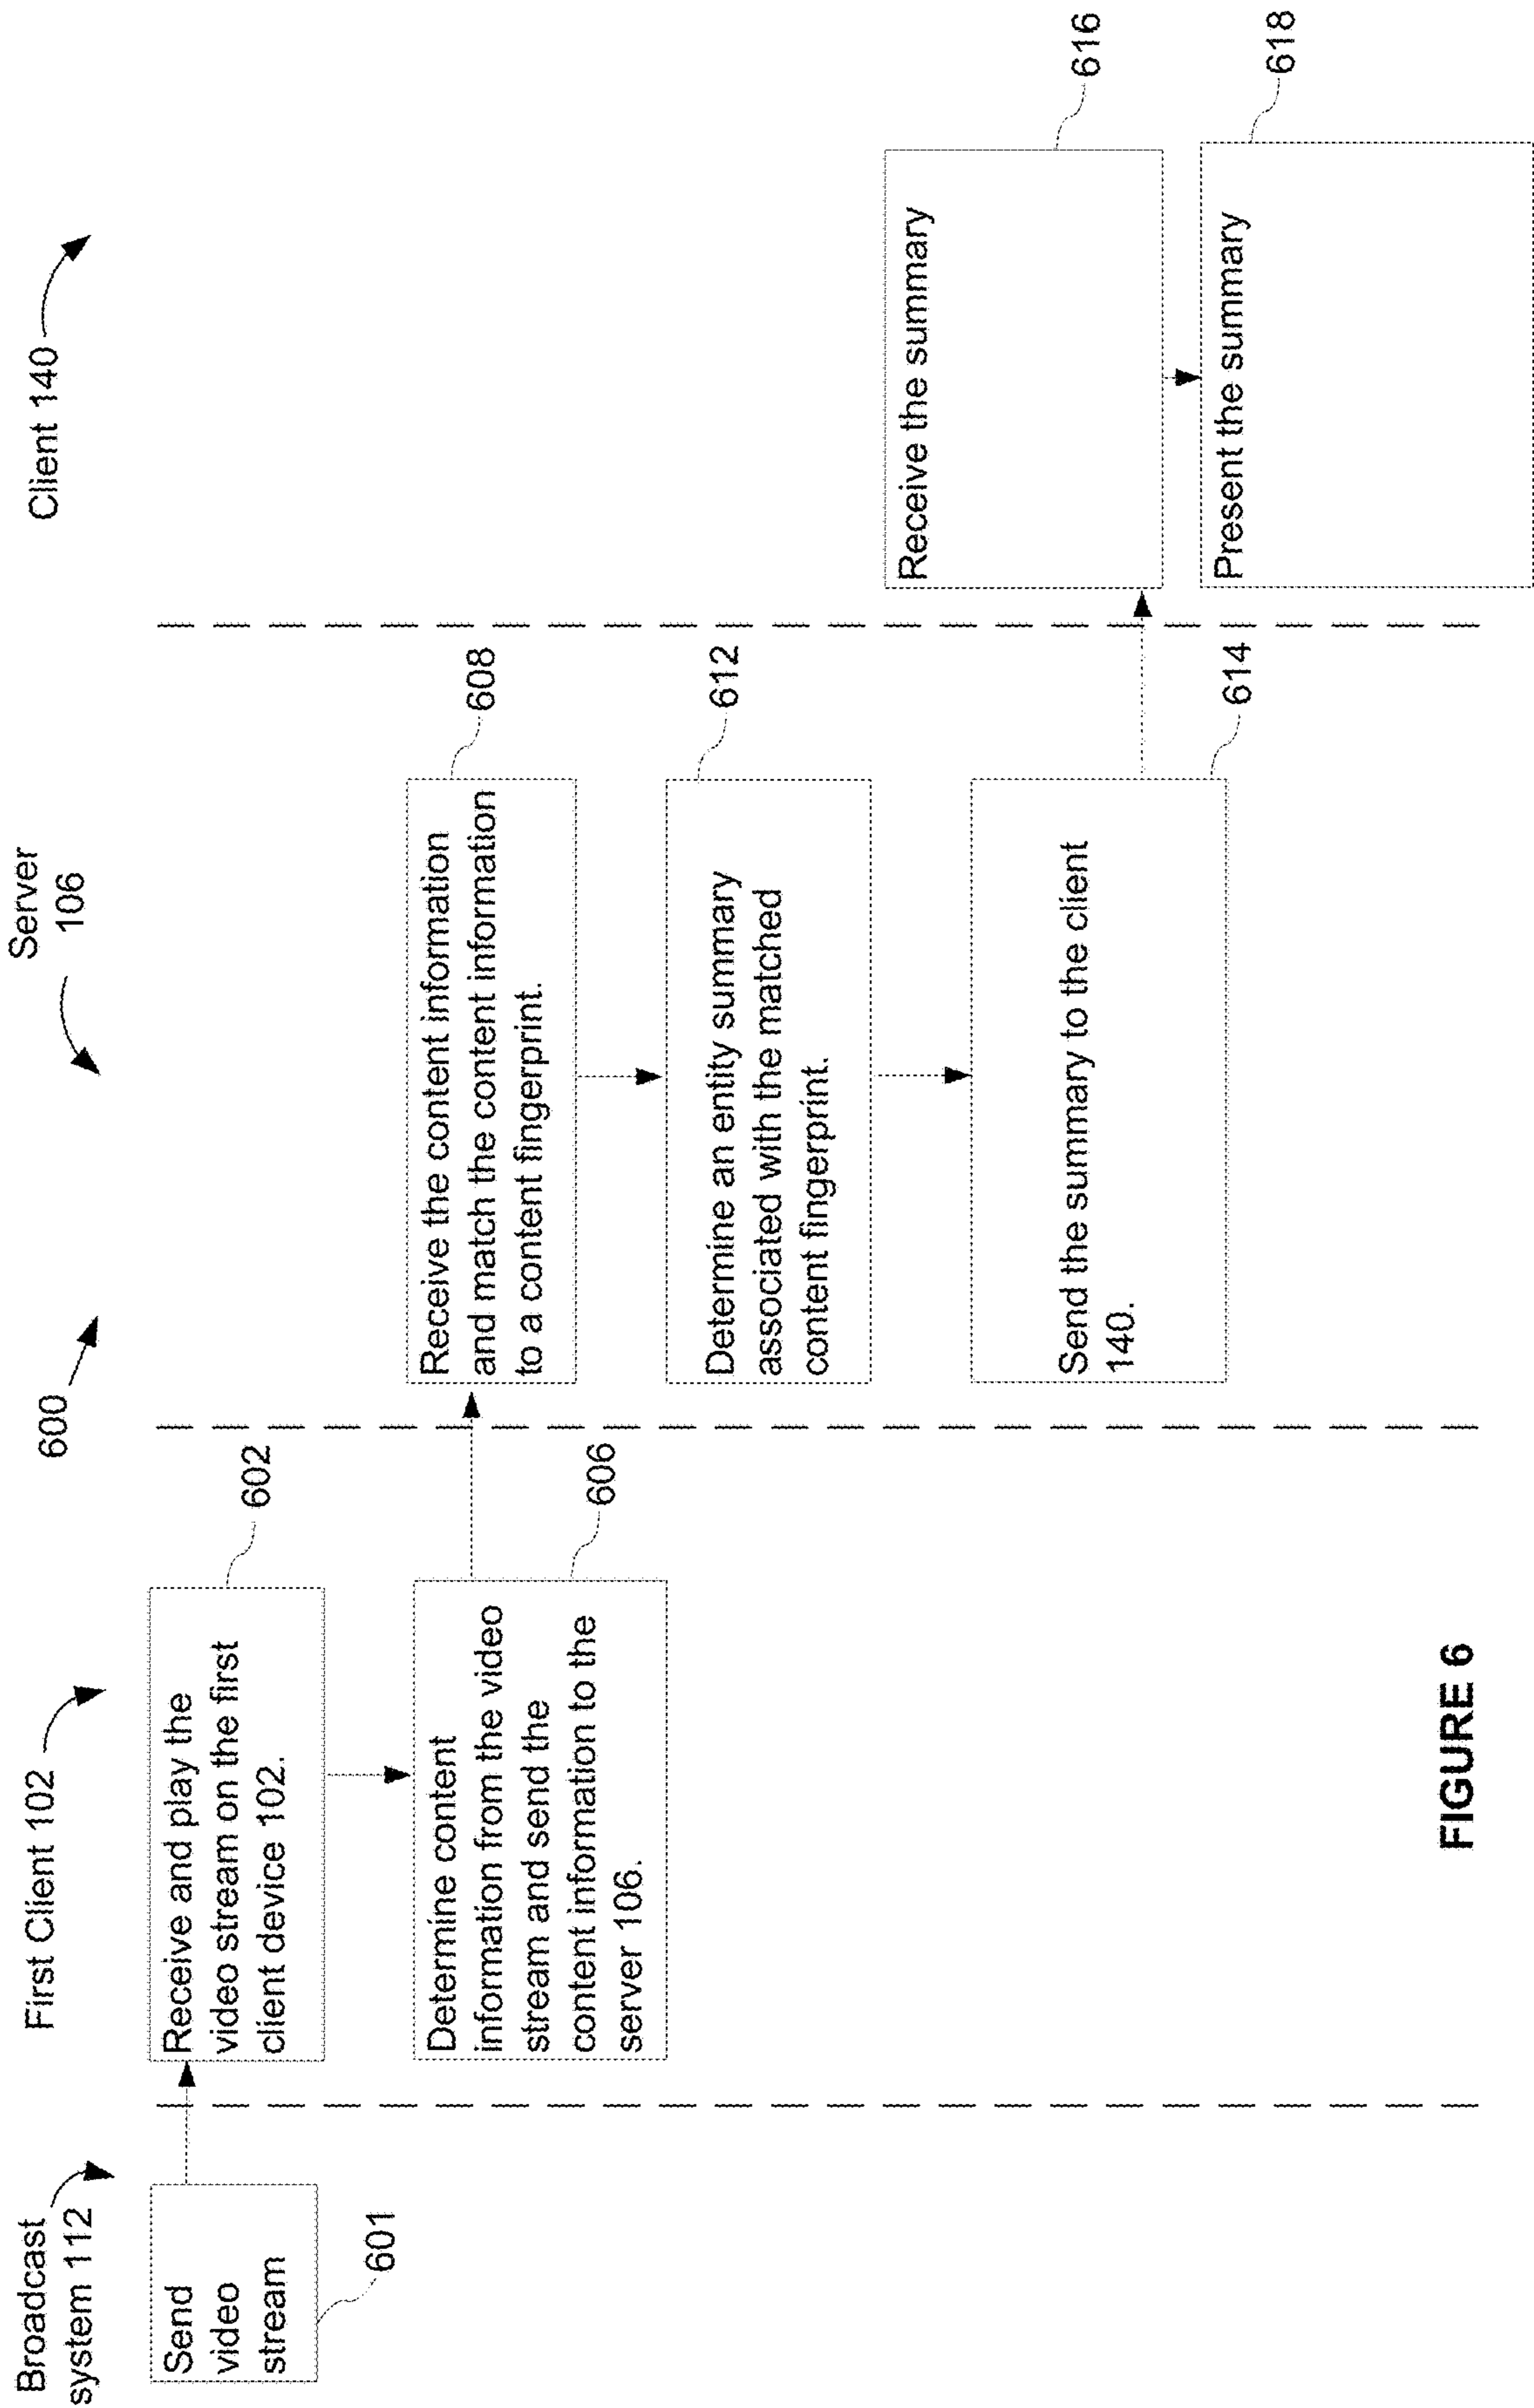 Broadcast
system 112
First Client 102
600
Server
106
Client 140
Send
video
stream
601
Receive and play the
video stream on the first
client device 102.
602
Determine content
information from the video
stream and send the
content information to the
server 106.
606
Receive the content information
and match the content information
to a content fingerprint.
608
Determine an entity summary
associated with the matched
content fingerprint.
612
Send the summary to the client
140.
614
Receive the summary
616
Present the summary
618
FIGURE 6